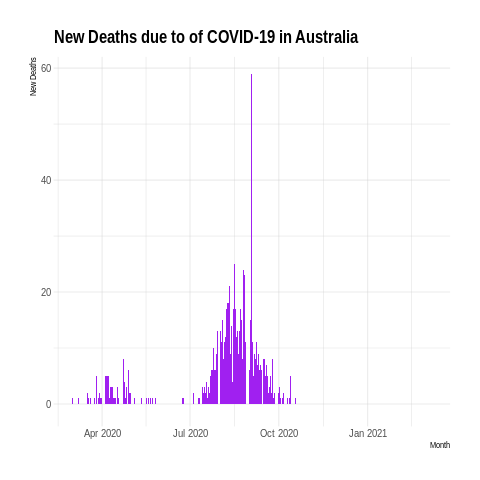 New Deaths due to of COVID-19 in Australia
New Deaths
60
40
20
0
Apr 2020 Jul 2020 Oct 2020 Jan 2021
Month